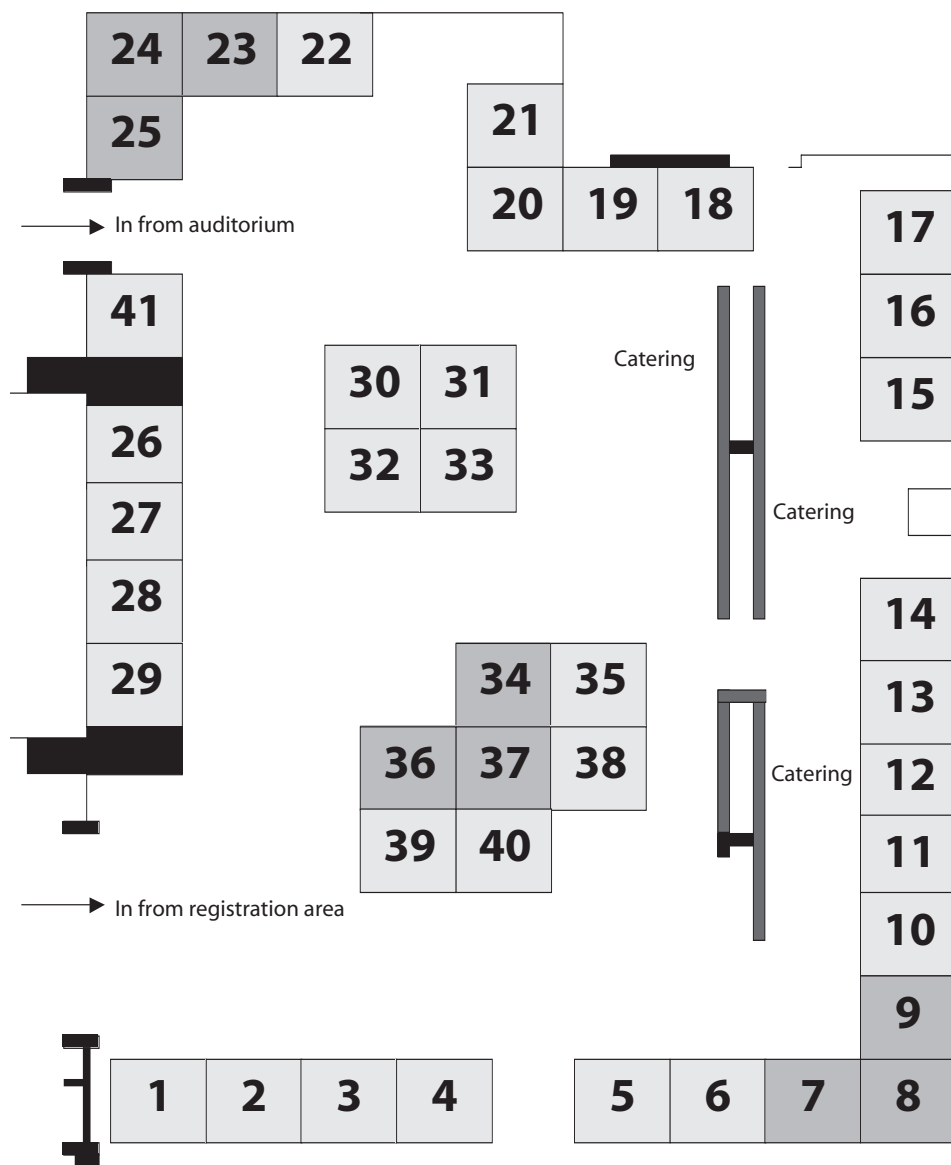 24 23 22
25
21
20 19 18
17
In from auditorium
41
16
Catering
30 31
15
26
32 33
27
Catering
28
14
29
34 35
13
36 37 38
Catering
12
39 40
11
In from registration area
10
9
1 2 3 4 5 6 7 8